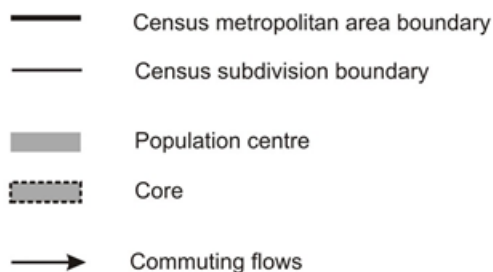 Census metropolitan area boundary
Census subdivision boundary
Population centre
Core
Commuting flows